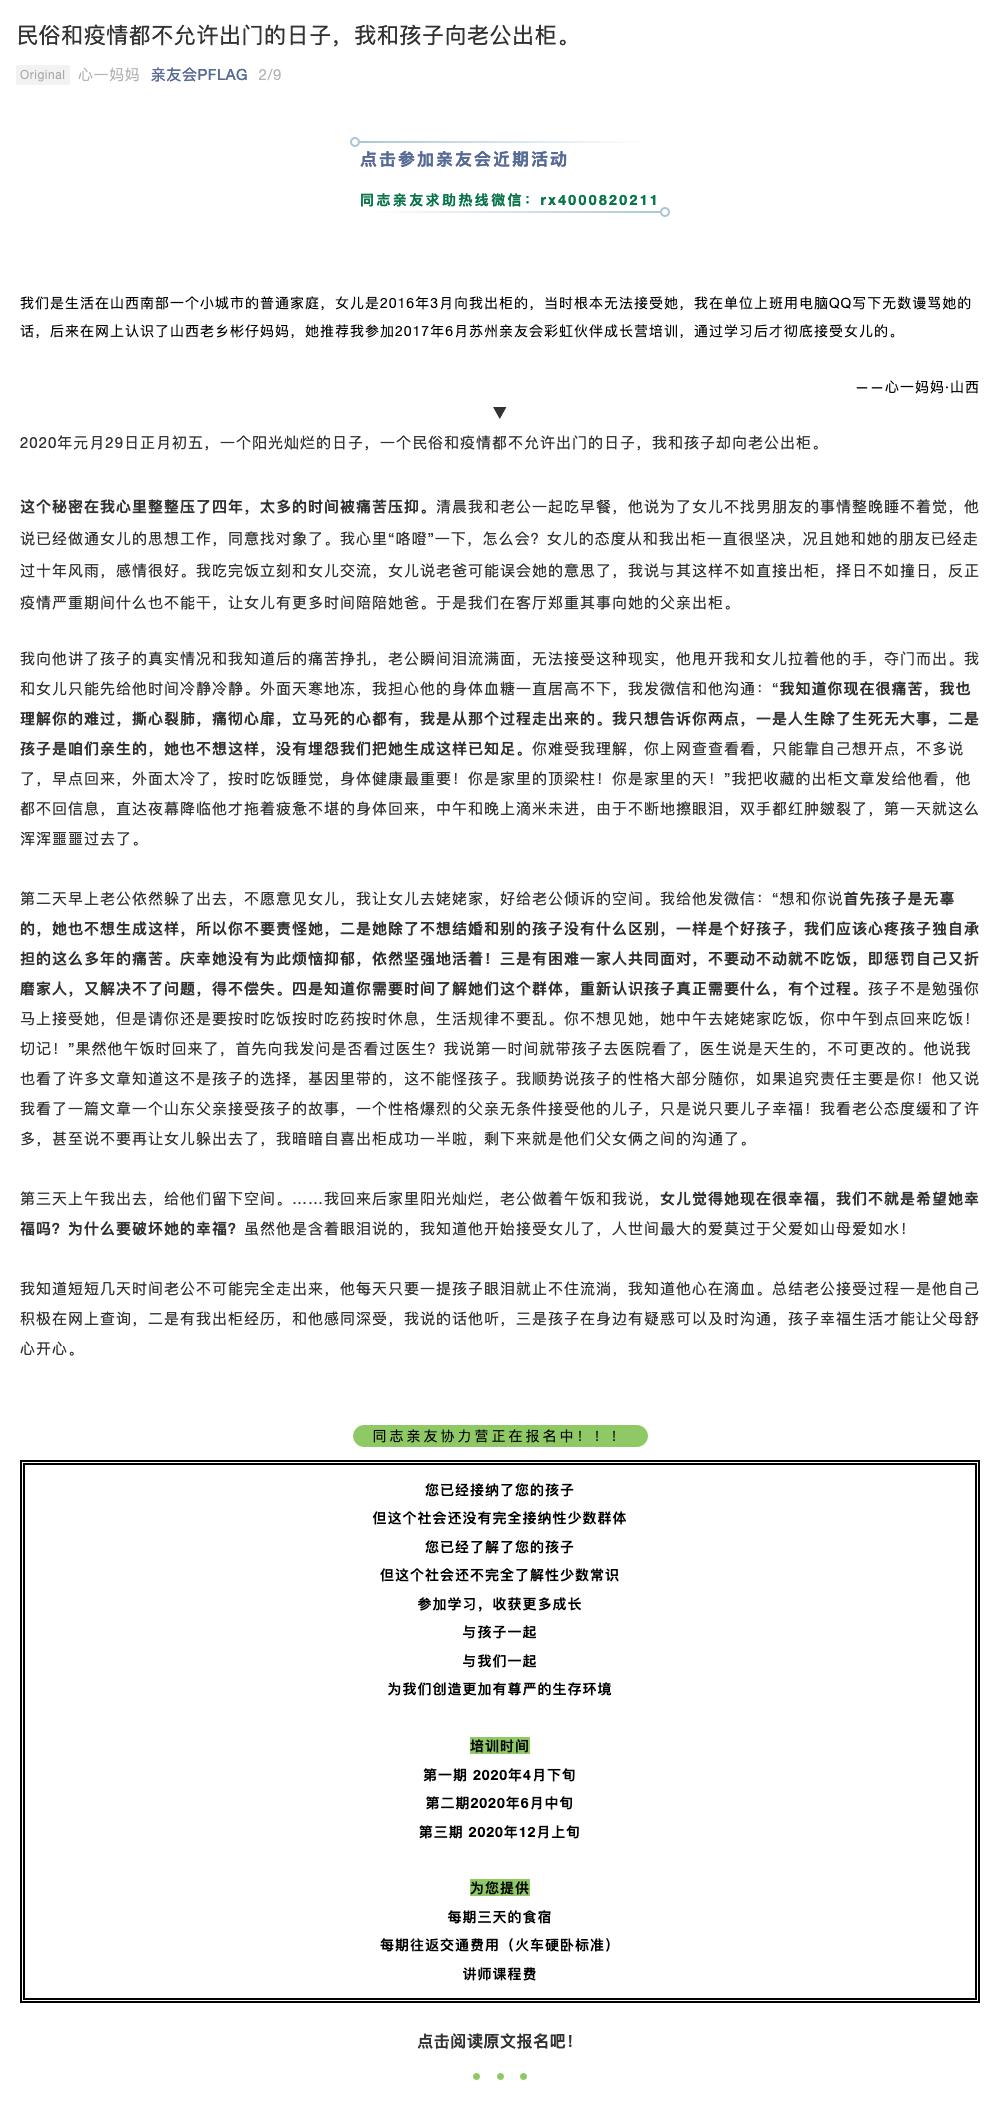 民俗和疫情都不允许出门的日子，我和孩子向老公出柜。
Original 心一妈妈 亲友会PFLAG 2/9
点击参加亲友会近期活动
同志亲友求助热线微信：rx4000820211
我们是生活在山西南部一个小城市的普通家庭，女儿是2016年3月向我出柜的，当时根本无法接受她，我在单位上班用电脑QQ写下无数谩骂她的
话，后来在网上认识了山西老乡彬仔妈妈，她推荐我参加2017年6月苏州亲友会彩虹伙伴成长营培训，通过学习后才彻底接受女儿的。
——心一妈妈·山西
▼
2020年元月29日正月初五，一个阳光灿烂的日子，一个民俗和疫情都不允许出门的日子，我和孩子却向老公出柜。
这个秘密在我心里整整压了四年，太多的时间被痛苦压抑。清晨我和老公一起吃早餐，他说为了女儿不找男朋友的事情整晚睡不着觉，他
说已经做通女儿的思想工作，同意找对象了。我心里“咯噔”一下，怎么会？女儿的态度从和我出柜一直很坚决，况且她和她的朋友已经走
过十年风雨，感情很好。我吃完饭立刻和女儿交流，女儿说老爸可能误会她的意思了，我说与其这样不如直接出柜，择日不如撞日，反正
疫情严重期间什么也不能干，让女儿有更多时间陪陪她爸。于是我们在客厅郑重其事向她的父亲出柜。
我向他讲了孩子的真实情况和我知道后的痛苦挣扎，老公瞬间泪流满面，无法接受这种现实，他甩开我和女儿拉着他的手，夺门而出。我
和女儿只能先给他时间冷静冷静。外面天寒地冻，我担心他的身体血糖一直居高不下，我发微信和他沟通：“我知道你现在很痛苦，我也
理解你的难过，撕心裂肺，痛彻心扉，立马死的心都有，我是从那个过程走出来的。我只想告诉你两点，一是人生除了生死无大事，二是
孩子是咱们亲生的，她也不想这样，没有埋怨我们把她生成这样已知足。你难受我理解，你上网查查看看，只能靠自己想开点，不多说
了，早点回来，外面太冷了，按时吃饭睡觉，身体健康最重要！你是家里的顶梁柱！你是家里的天！”我把收藏的出柜文章发给他看，他
都不回信息，直达夜幕降临他才拖着疲惫不堪的身体回来，中午和晚上滴米未进，由于不断地擦眼泪，双手都红肿皴裂了，第一天就这么
浑浑噩噩过去了。
第二天早上老公依然躲了出去，不愿意见女儿，我让女儿去姥姥家，好给老公倾诉的空间。我给他发微信：“想和你说首先孩子是无辜
的，她也不想生成这样，所以你不要责怪她，二是她除了不想结婚和别的孩子没有什么区别，一样是个好孩子，我们应该心疼孩子独自承
担的这么多年的痛苦。庆幸她没有为此烦恼抑郁，依然坚强地活着！三是有困难一家人共同面对，不要动不动就不吃饭，即惩罚自己又折
磨家人，又解决不了问题，得不偿失。四是知道你需要时间了解她们这个群体，重新认识孩子真正需要什么，有个过程。孩子不是勉强你
马上接受她，但是请你还是要按时吃饭按时吃药按时休息，生活规律不要乱。你不想见她，她中午去姥姥家吃饭，你中午到点回来吃饭！
切记！”果然他午饭时回来了，首先向我发问是否看过医生？我说第一时间就带孩子去医院看了，医生说是天生的，不可更改的。他说我
也看了许多文章知道这不是孩子的选择，基因里带的，这不能怪孩子。我顺势说孩子的性格大部分随你，如果追究责任主要是你！他又说
我看了一篇文章一个山东父亲接受孩子的故事，一个性格爆烈的父亲无条件接受他的儿子，只是说只要儿子幸福！我看老公态度缓和了许
多，甚至说不要再让女儿躲出去了，我暗暗自喜出柜成功一半啦，剩下来就是他们父女俩之间的沟通了。
第三天上午我出去，给他们留下空间。……我回来后家里阳光灿烂，老公做着午饭和我说，女儿觉得她现在很幸福，我们不就是希望她幸
福吗？为什么要破坏她的幸福？虽然他是含着眼泪说的，我知道他开始接受女儿了，人世间最大的爱莫过于父爱如山母爱如水！
我知道短短几天时间老公不可能完全走出来，他每天只要一提孩子眼泪就止不住流淌，我知道他心在滴血。总结老公接受过程一是他自己
积极在网上查询，二是有我出柜经历，和他感同深受，我说的话他听，三是孩子在身边有疑惑可以及时沟通，孩子幸福生活才能让父母舒
心开心。
同志亲友协力营正在报名中！！！
您已经接纳了您的孩子
但这个社会还没有完全接纳性少数群体
您已经了解了您的孩子
但这个社会还不完全了解性少数常识
参加学习，收获更多成长
与孩子一起
与我们一起
为我们创造更加有尊严的生存环境
培训时间
第一期 2020年4月下旬
第二期2020年6月中旬
第三期 2020年12月上旬
为您提供
每期三天的食宿
每期往返交通费用（火车硬卧标准）
讲师课程费
点击阅读原文报名吧！